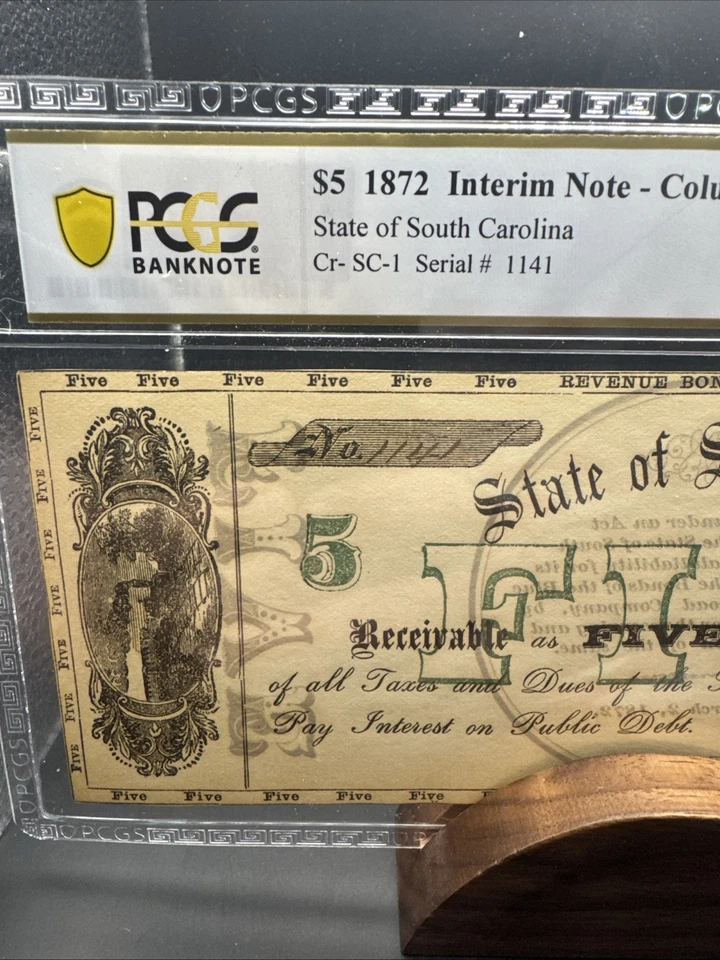 PCGS
$5 1872 Interim Note - Colu
State of South Carolina
Cr- SC-1 Serial # 1141
PCGS
BANKNOTE
Five Five Five Five Five Five REVENUE BON
FIVE
FIVE
FIVE
FIVE
FIVE
FIVE
FIVE
No. 1141
State of S
5
FI
Receivable as FIVE
of all Taxes and Dues of the
Pay Interest on Public Debt.
Five Five Five Five Five
PCGS
PCGS